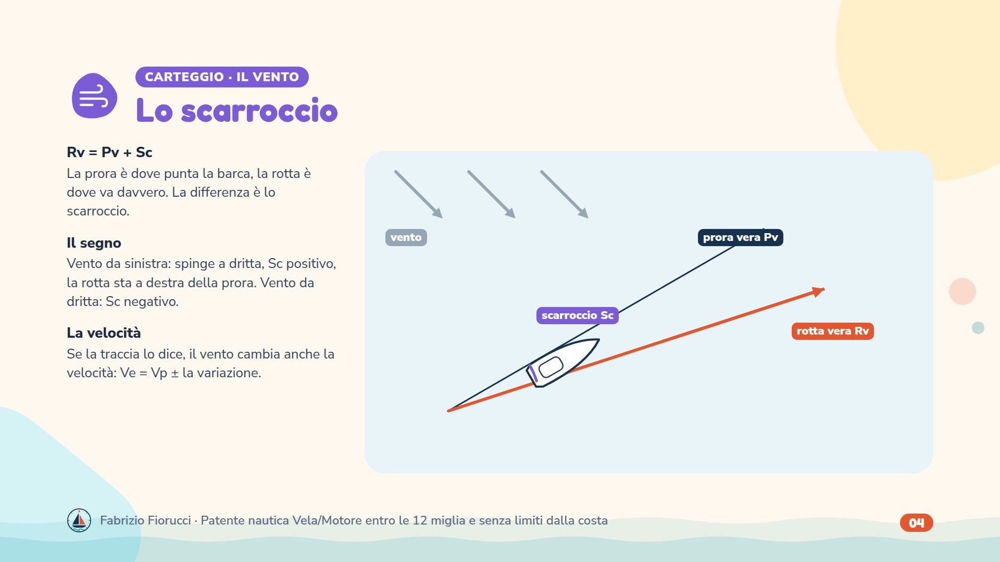 CARTEGGIO · IL VENTO
Lo scarroccio
Rv = Pv + Sc
La prora è dove punta la barca, la rotta è
dove va davvero. La differenza è lo
scarroccio.
Il segno
Vento da sinistra: spinge a dritta, Sc positivo,
la rotta sta a destra della prora. Vento da
dritta: Sc negativo.
La velocità
Se la traccia lo dice, il vento cambia anche la
velocità: Ve = Vp ± la variazione.
vento
prora vera Pv
scarroccio Sc
rotta vera Rv
Fabrizio Fiorucci · Patente nautica Vela/Motore entro le 12 miglia e senza limiti dalla costa
04